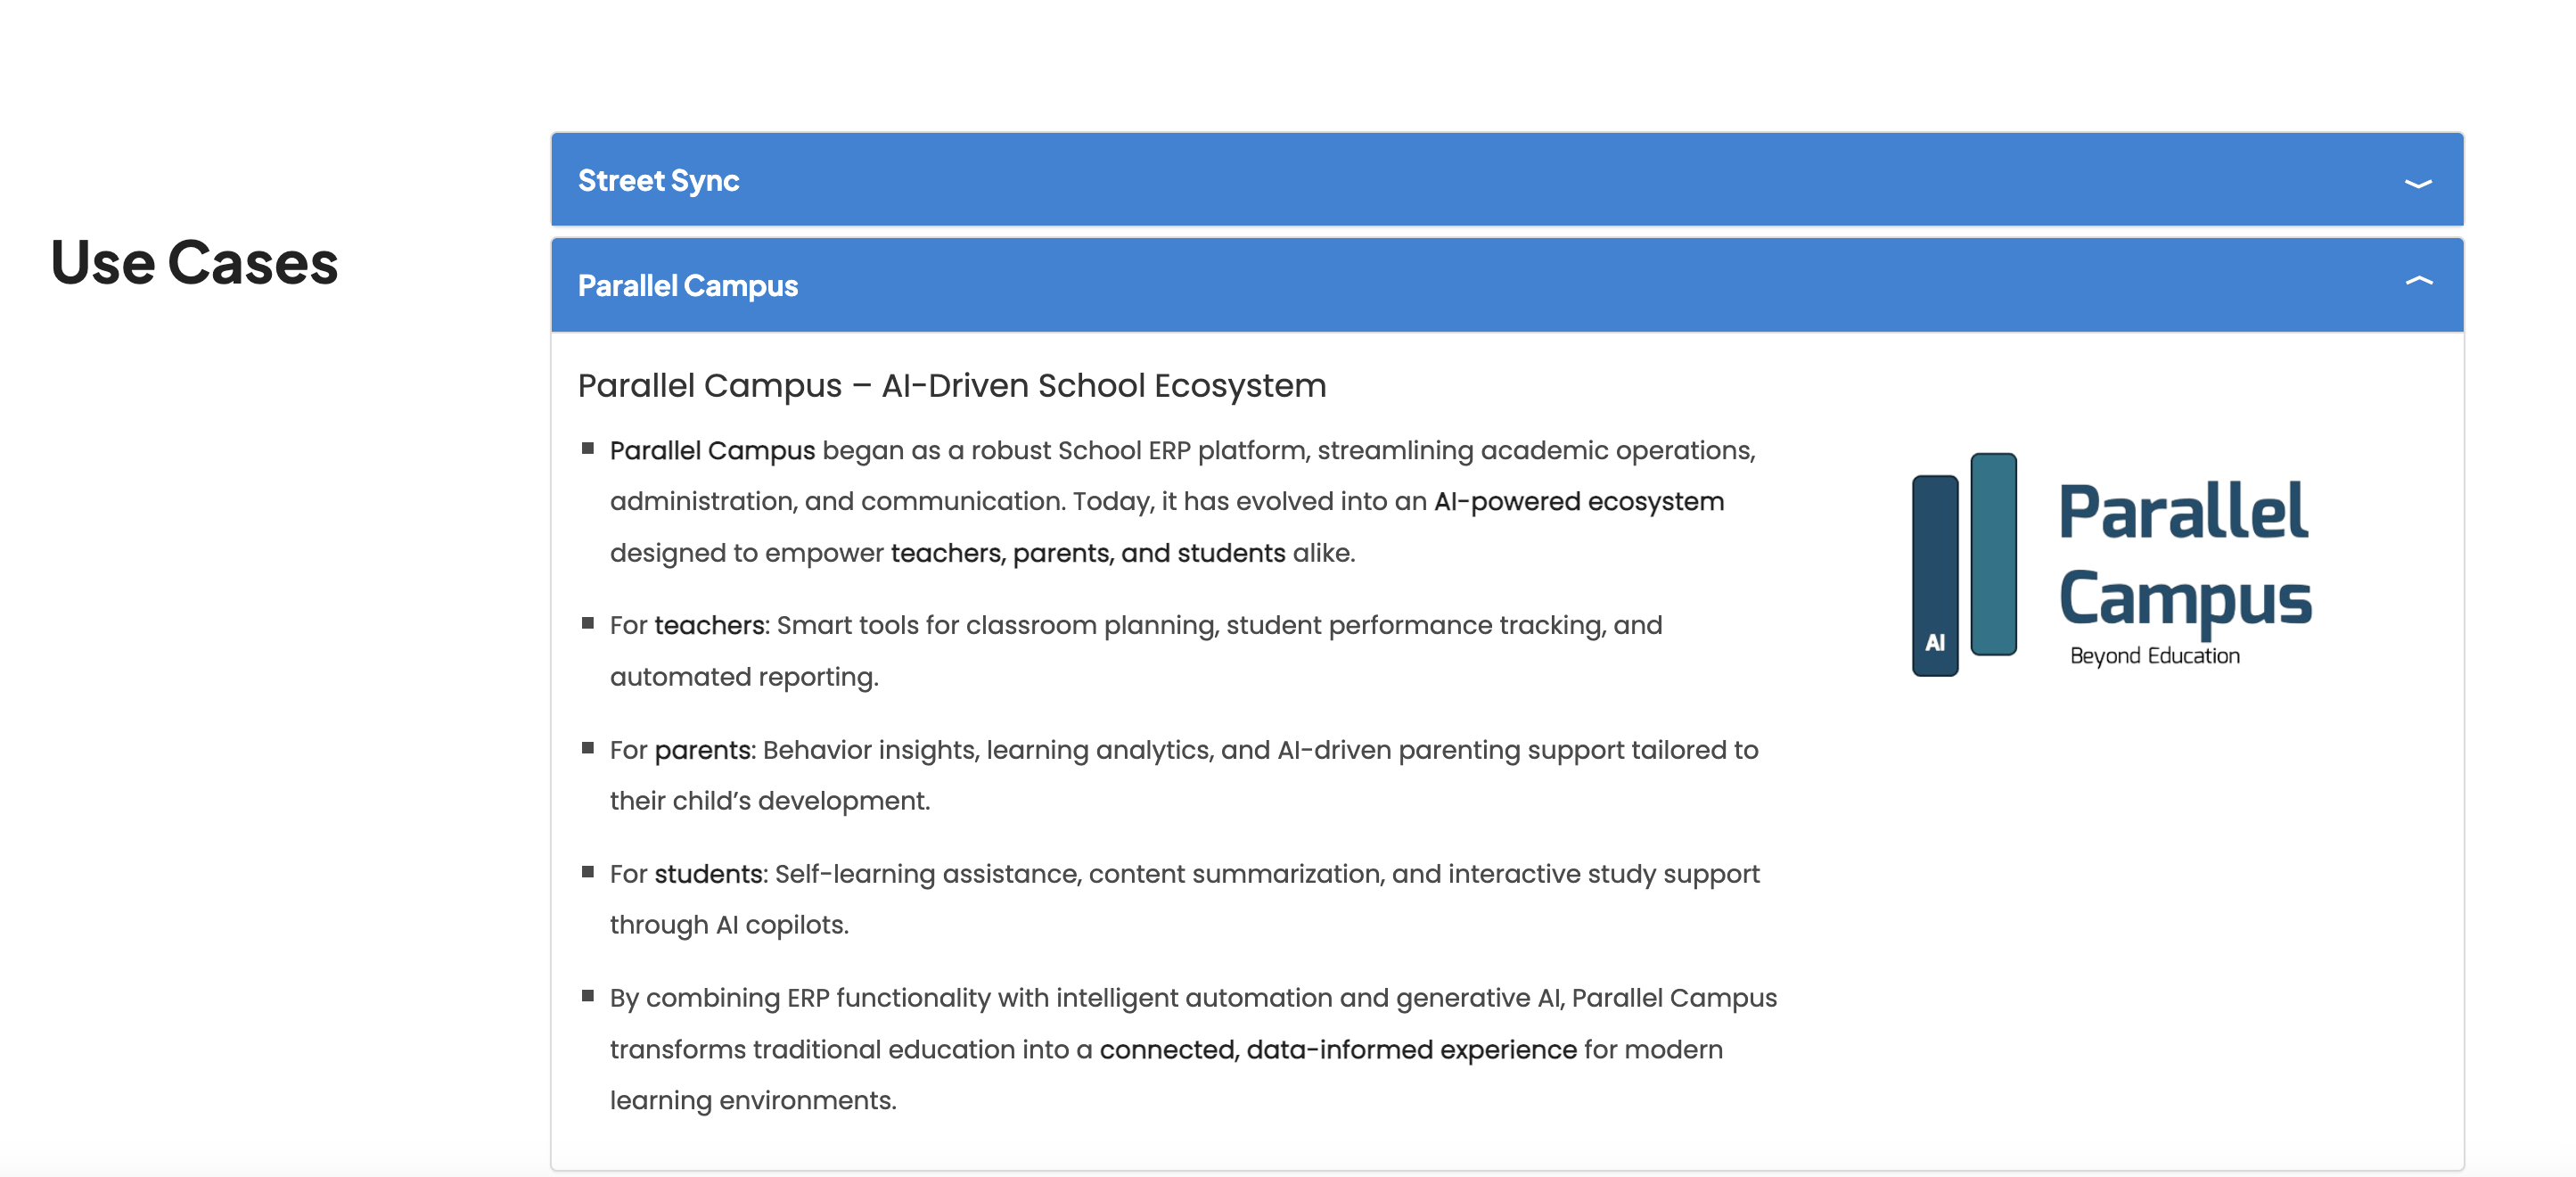 Use Cases
Street Sync
Parallel Campus
Parallel Campus – AI-Driven School Ecosystem
Parallel Campus began as a robust School ERP platform, streamlining academic operations,
administration, and communication. Today, it has evolved into an AI-powered ecosystem
designed to empower teachers, parents, and students alike.
For teachers: Smart tools for classroom planning, student performance tracking, and
automated reporting.
For parents: Behavior insights, learning analytics, and AI-driven parenting support tailored to
their child’s development.
For students: Self-learning assistance, content summarization, and interactive study support
through AI copilots.
By combining ERP functionality with intelligent automation and generative AI, Parallel Campus
transforms traditional education into a connected, data-informed experience for modern
learning environments.
Parallel
Campus
AI
Beyond Education